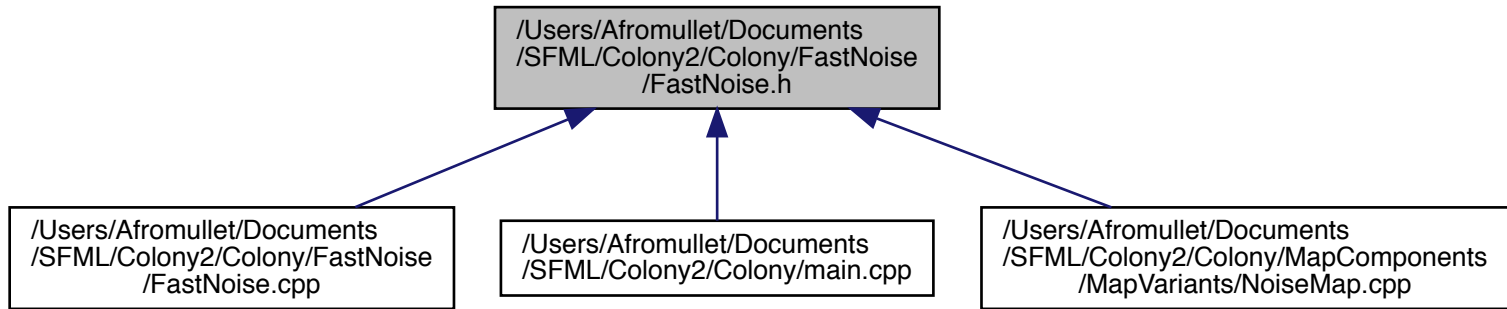 /Users/Afromullet/Documents
/SFML/Colony2/Colony/FastNoise
/FastNoise.h
/Users/Afromullet/Documents
/SFML/Colony2/Colony/FastNoise
/FastNoise.cpp
/Users/Afromullet/Documents
/SFML/Colony2/Colony/main.cpp
/Users/Afromullet/Documents
/SFML/Colony2/Colony/MapComponents
/MapVariants/NoiseMap.cpp